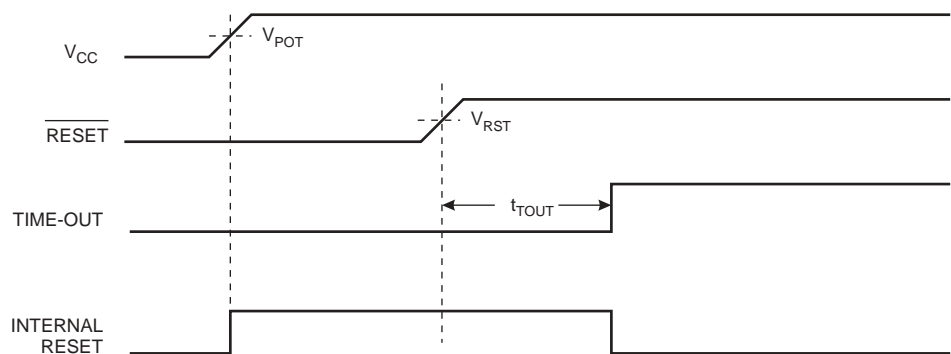 V_CC
V_POT
RESET
V_RST
TIME-OUT
t_TOUT
INTERNAL
RESET